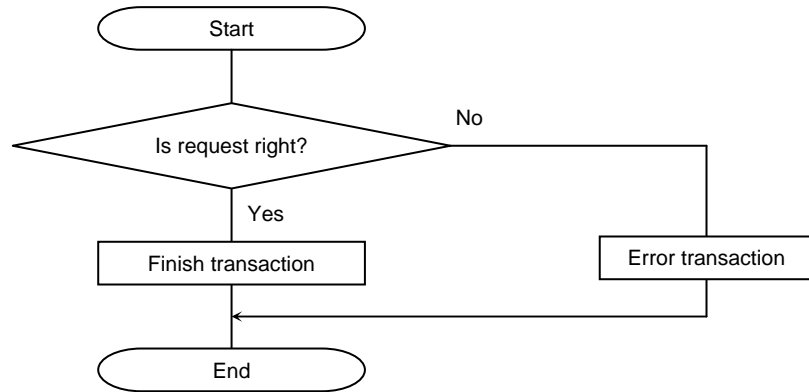 Start
Is request right?
No
Yes
Finish transaction
Error transaction
End